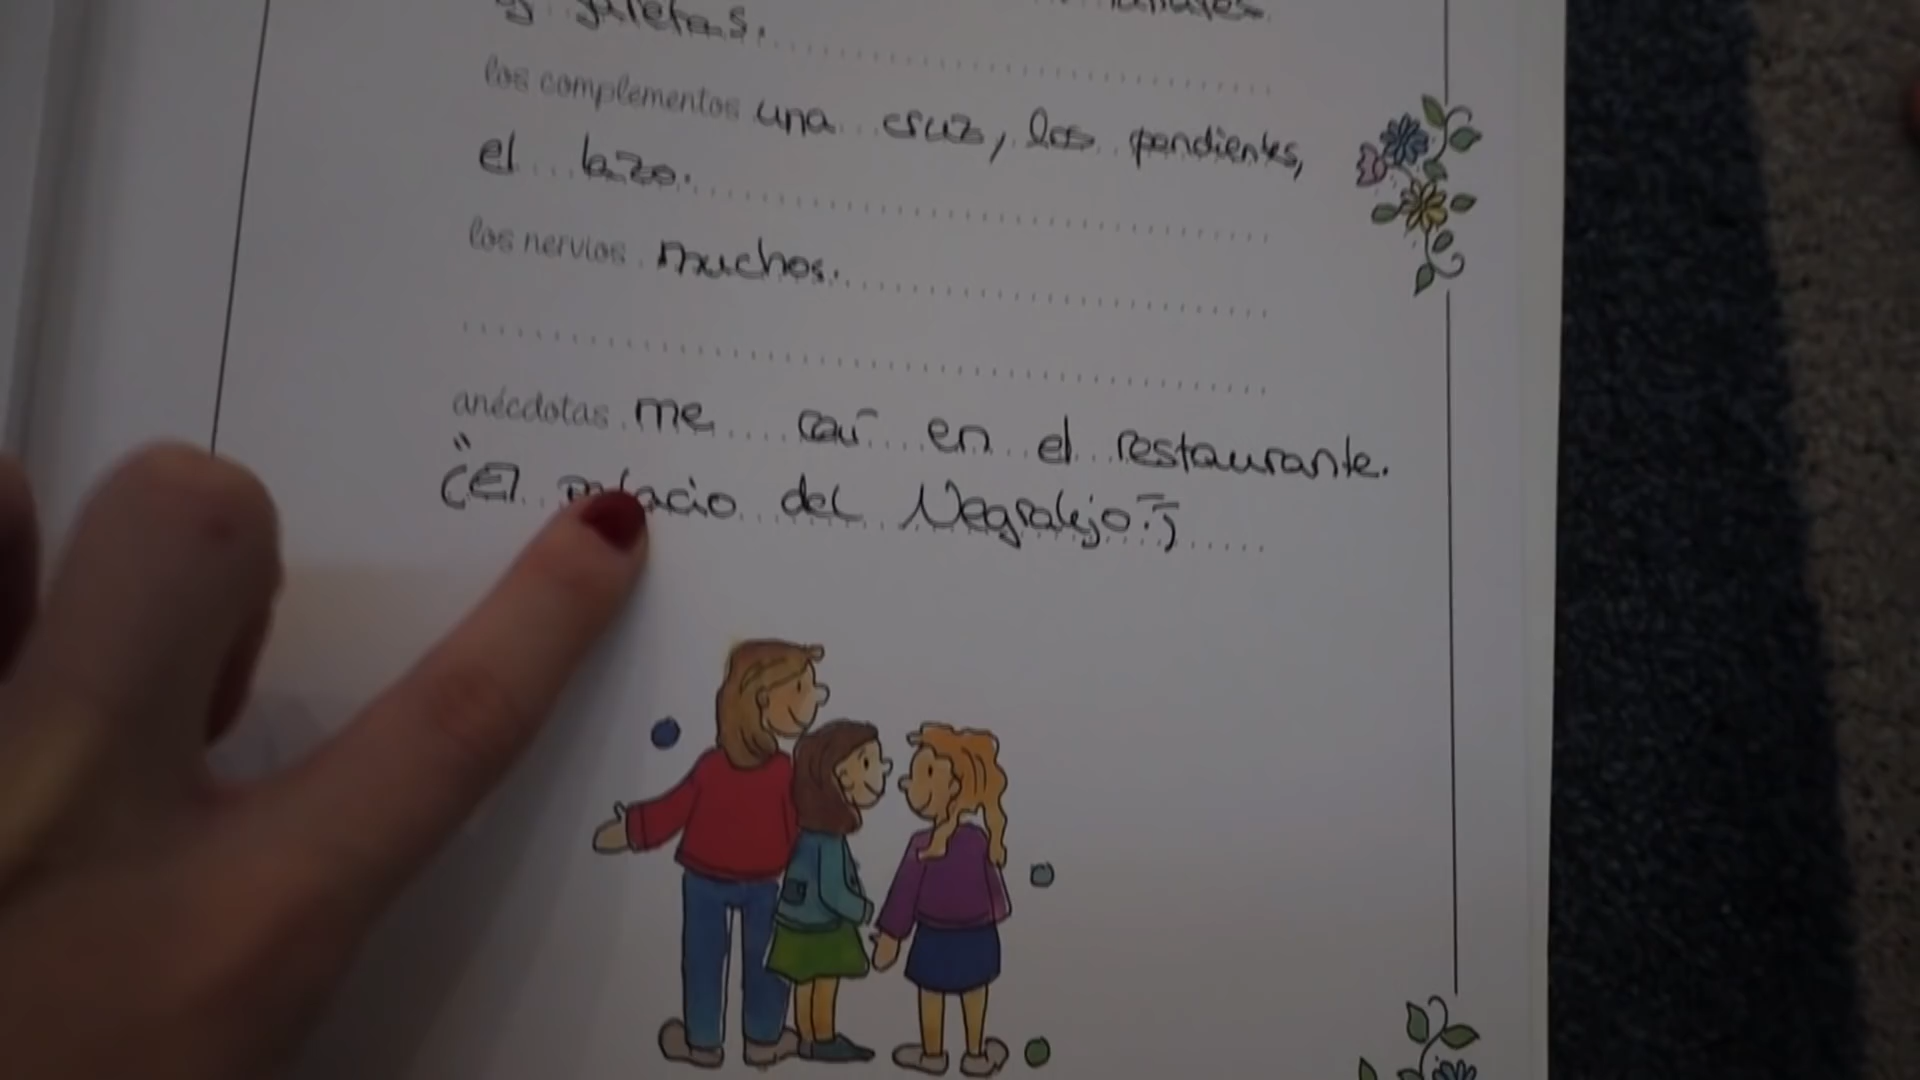 y
los complementos una cruz, los pendientes,
el lazo.
los nervios muchos.
anécdotas me caí en el restaurante.
("El palacio del Negralejo")